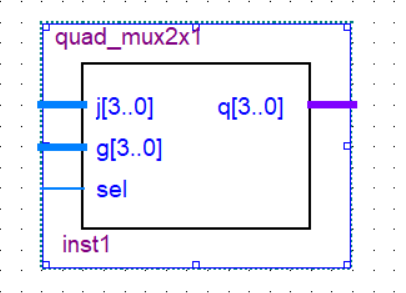 quad_mux2x1
j[3..0] q[3..0]
g[3..0]
sel
inst1